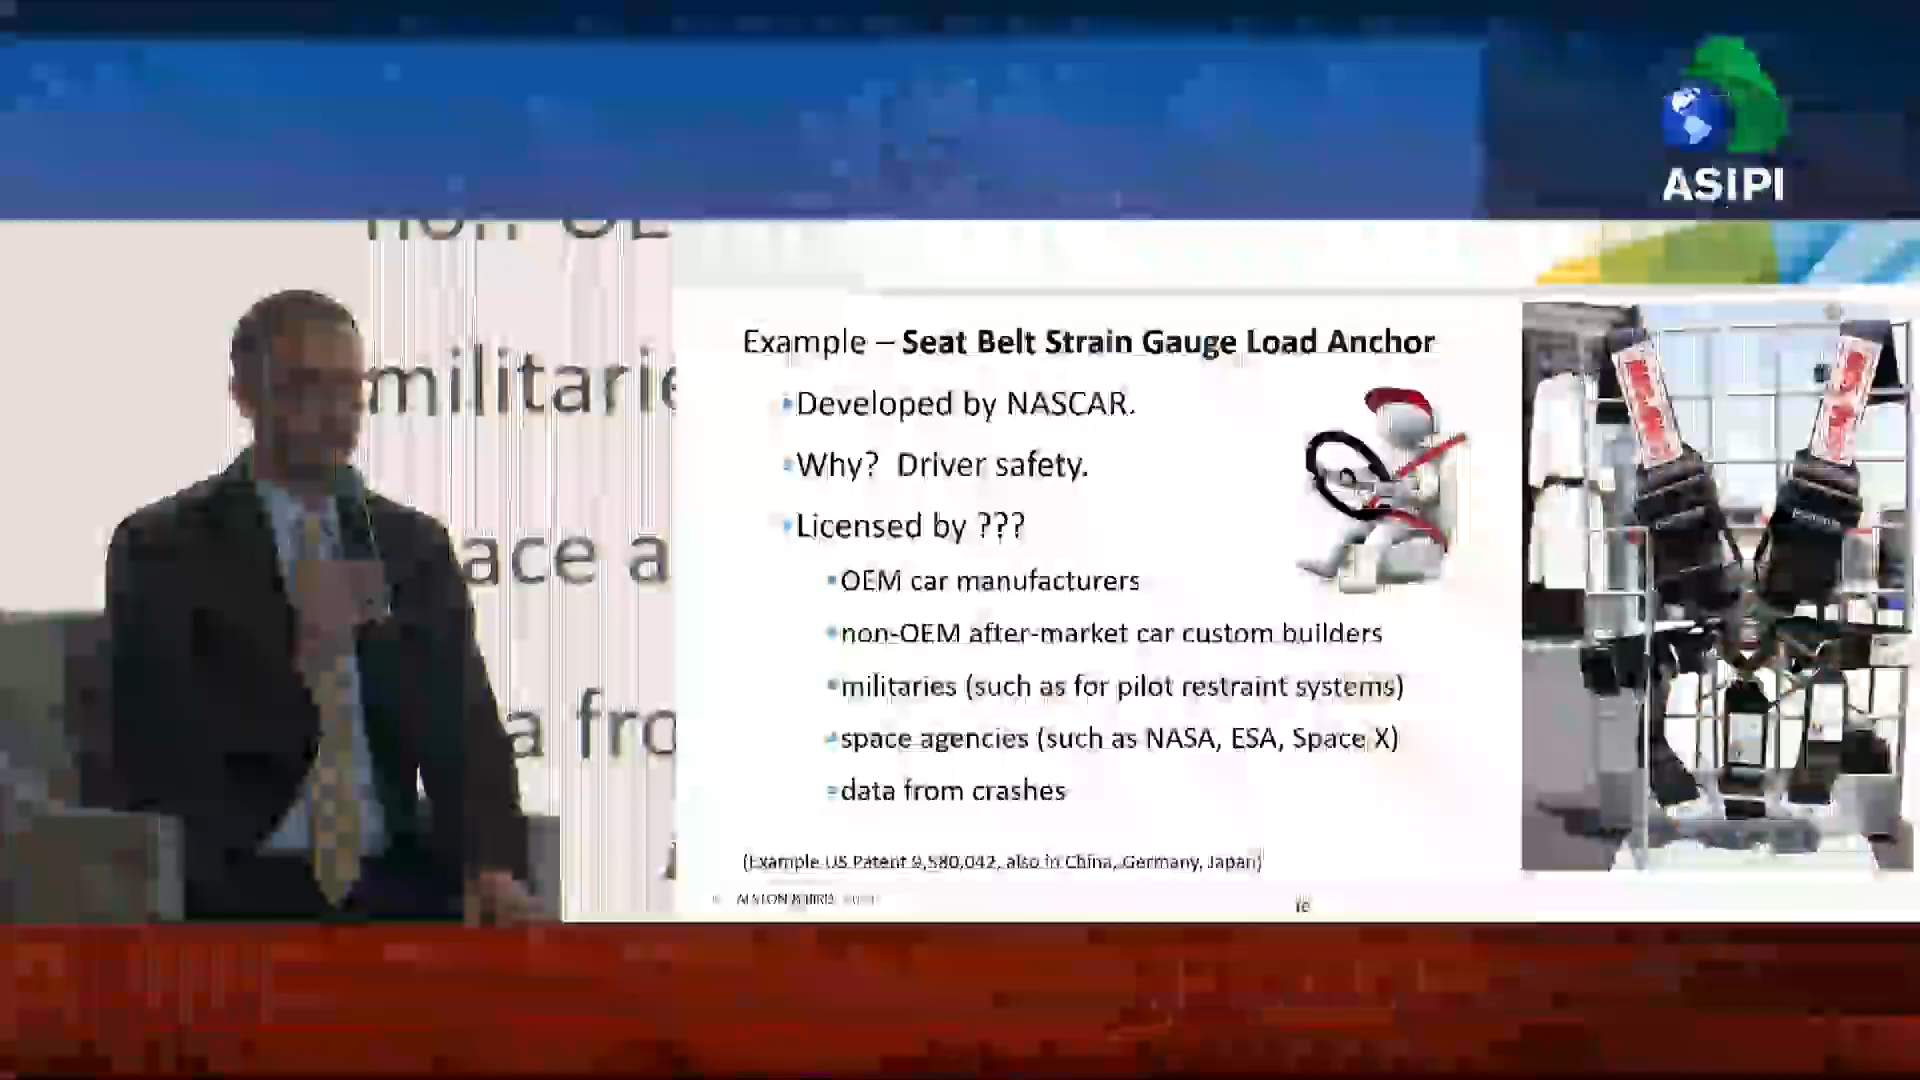 ASIPI
militarie
ace a
a fro
Example – Seat Belt Strain Gauge Load Anchor
Developed by NASCAR.
Why? Driver safety.
Licensed by ???
OEM car manufacturers
non-OEM after-market car custom builders
militaries (such as for pilot restraint systems)
space agencies (such as NASA, ESA, Space X)
data from crashes
(Example US Patent 9,580,042, also in China, Germany, Japan)
ALSTON & BIRD
16